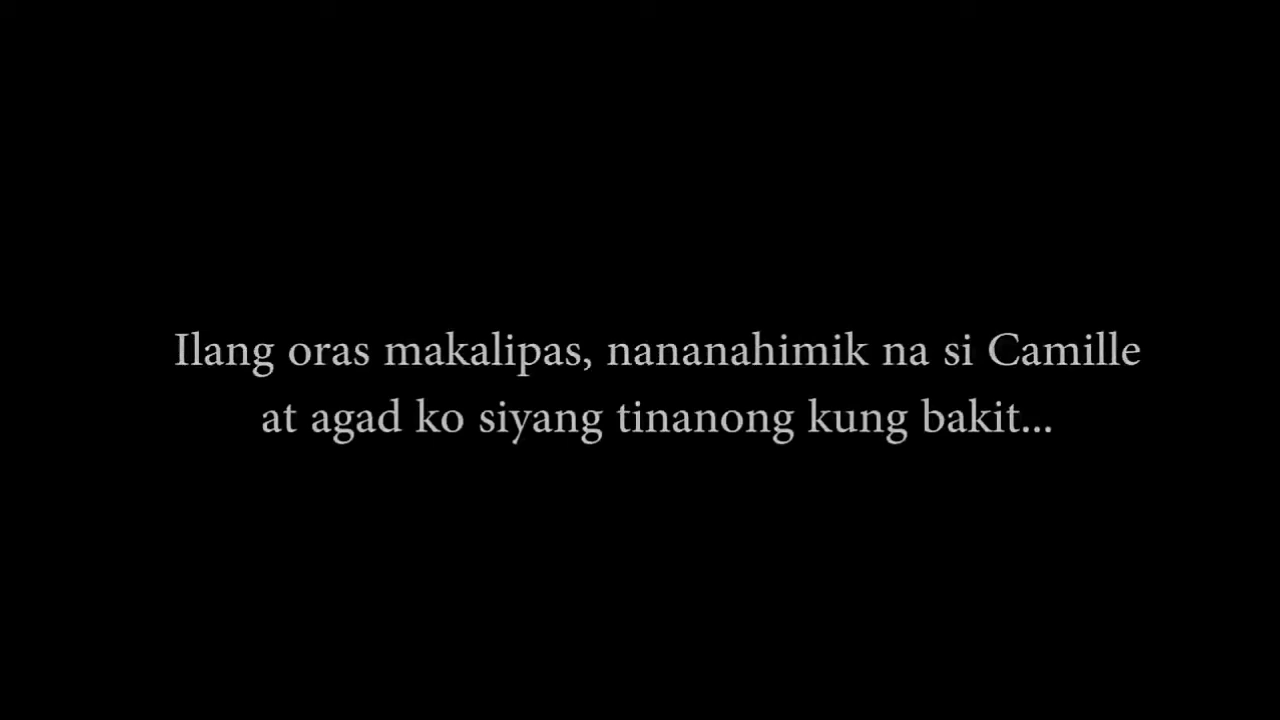 Ilang oras makalipas, nananahimik na si Camille
at agad ko siyang tinanong kung bakit...